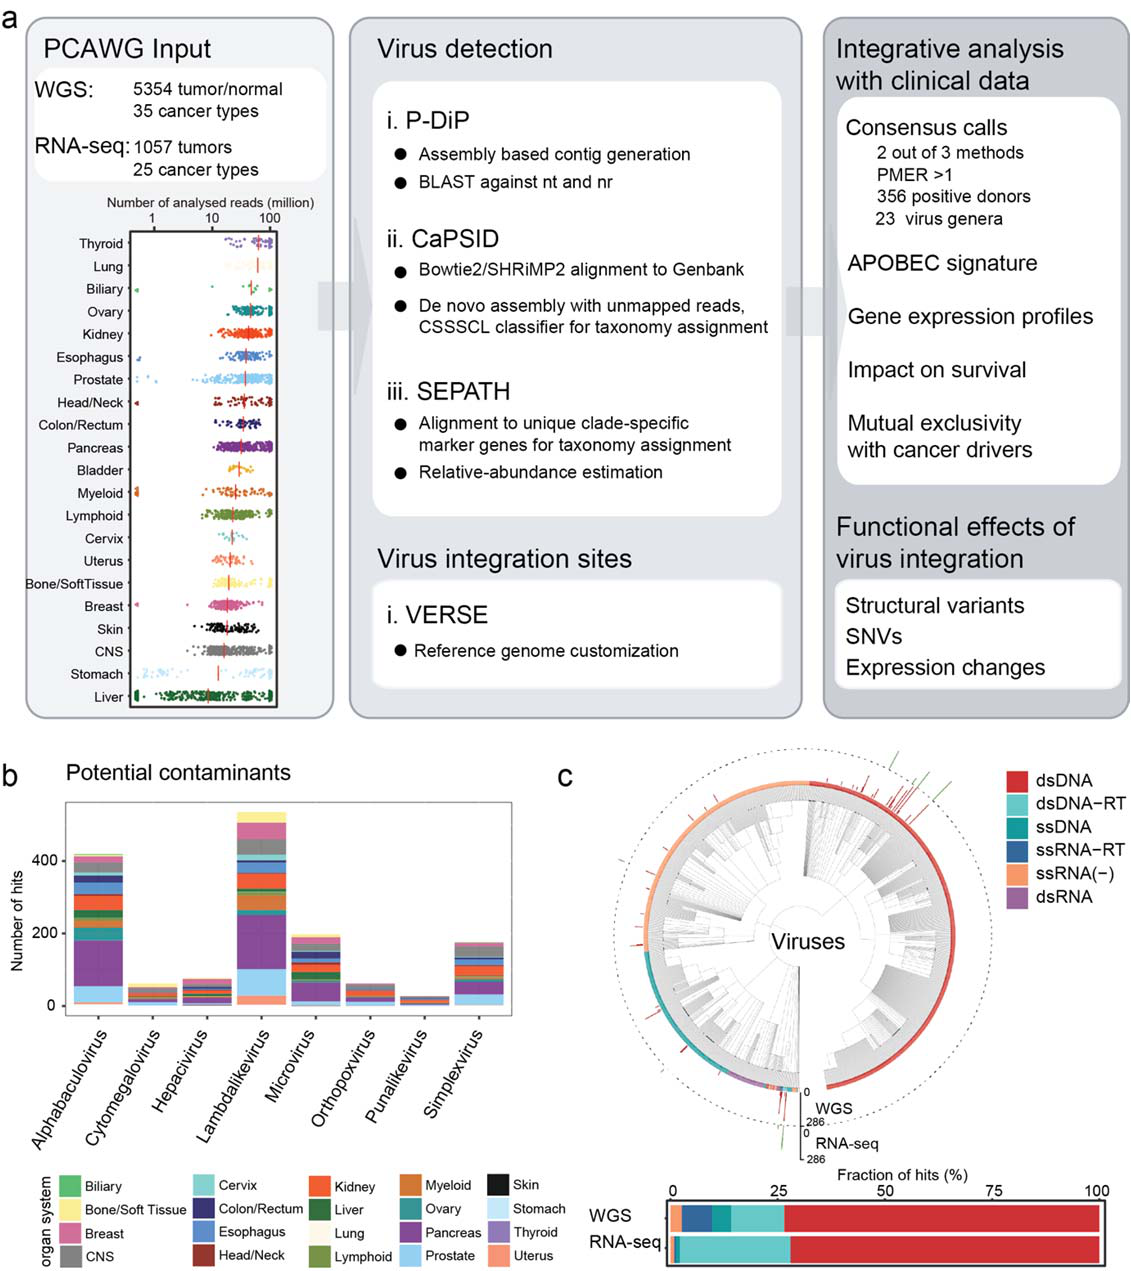 a
PCAWG Input
WGS: 5354 tumor/normal
35 cancer types
RNA-seq: 1057 tumors
25 cancer types
Number of analysed reads (million)
1 10 100
Thyroid
Lung
Biliary
Ovary
Kidney
Esophagus
Prostate
Head/Neck
Colon/Rectum
Pancreas
Bladder
Myeloid
Lymphoid
Cervix
Uterus
Bone/SoftTissue
Breast
Skin
CNS
Stomach
Liver
Virus detection
i. P-DiP
● Assembly based contig generation
● BLAST against nt and nr
ii. CaPSID
● Bowtie2/SHRiMP2 alignment to Genbank
● De novo assembly with unmapped reads,
CSSSCL classifier for taxonomy assignment
iii. SEPATH
● Alignment to unique clade-specific
marker genes for taxonomy assignment
● Relative-abundance estimation
Virus integration sites
i. VERSE
● Reference genome customization
Integrative analysis
with clinical data
Consensus calls
2 out of 3 methods
PMER >1
356 positive donors
23 virus genera
APOBEC signature
Gene expression profiles
Impact on survival
Mutual exclusivity
with cancer drivers
Functional effects of
virus integration
Structural variants
SNVs
Expression changes
b
Potential contaminants
Number of hits
400
200
0
Alphabaculovirus
Cytomegalovirus
Hepacivirus
Lambdalikevirus
Microvirus
Orthopoxvirus
Punalikevirus
Simplexvirus
organ system
Biliary
Bone/Soft Tissue
Breast
CNS
Cervix
Colon/Rectum
Esophagus
Head/Neck
Kidney
Liver
Lung
Lymphoid
Myeloid
Ovary
Pancreas
Prostate
Skin
Stomach
Thyroid
Uterus
c
Viruses
dsDNA
dsDNA−RT
ssDNA
ssRNA−RT
ssRNA(−)
dsRNA
0
WGS
286
0
RNA-seq
286
Fraction of hits (%)
0 25 50 75 100
WGS
RNA-seq